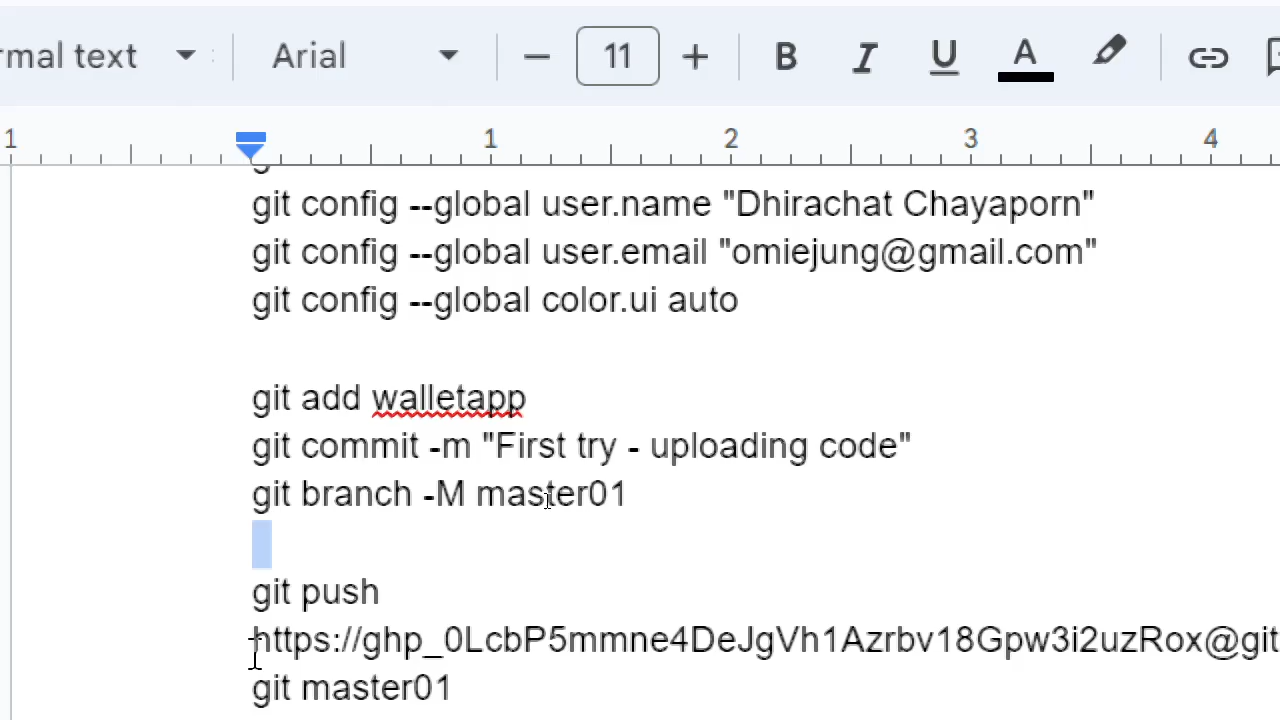 rmal text Arial 11 B I U A
1 1 2 3 4
git config --global user.name "Dhirachat Chayaporn"
git config --global user.email "omiejung@gmail.com"
git config --global color.ui auto
git add walletapp
git commit -m "First try - uploading code"
git branch -M master01
git push
https://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@git
git master01